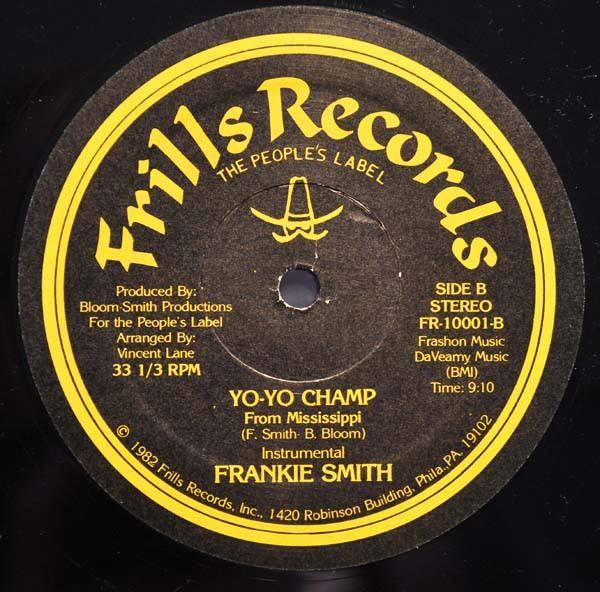 Frills Records
THE PEOPLE'S LABEL
Produced By:
Bloom-Smith Productions
For the People's Label
Arranged By:
Vincent Lane
33 1/3 RPM
SIDE B
STEREO
FR-10001-B
Frashon Music
DaVeamy Music
(BMI)
Time: 9:10
YO-YO CHAMP
From Mississippi
(F. Smith- B. Bloom)
Instrumental
FRANKIE SMITH
© 1982 Frills Records, Inc., 1420 Robinson Building, Phila., PA. 19102